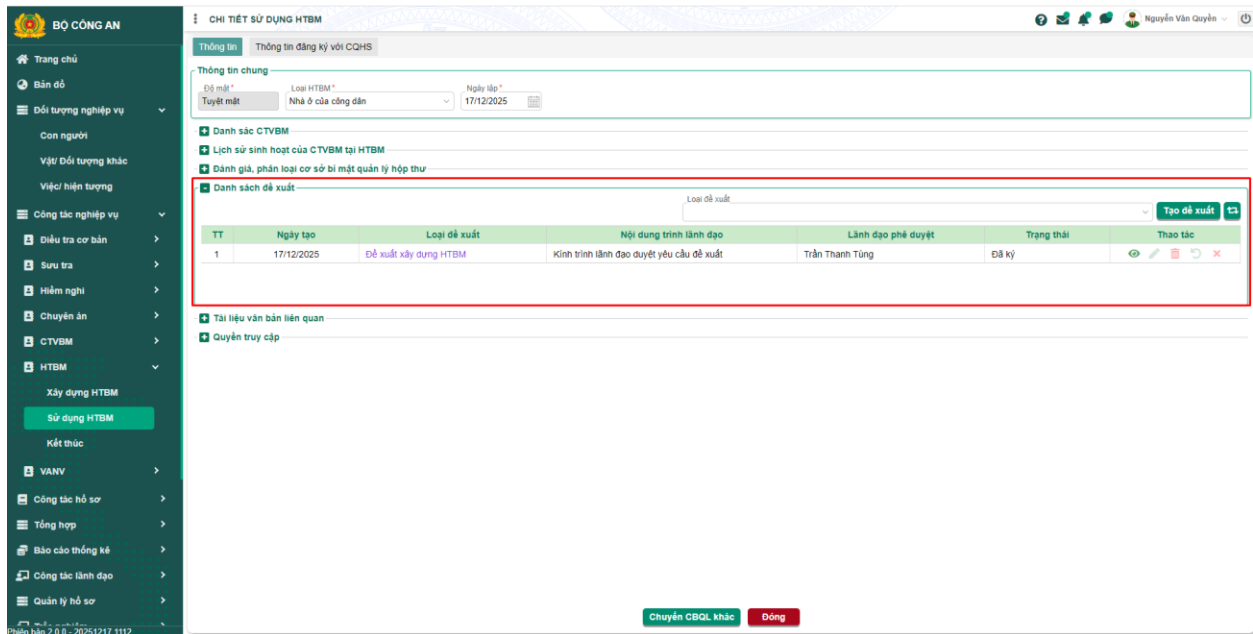 BỘ CÔNG AN
CHI TIẾT SỬ DỤNG HTBM
Nguyễn Văn Quyền
Trang chủ
Bản đồ
Đối tượng nghiệp vụ
Con người
Vật/ Đối tượng khác
Việc/ hiện tượng
Công tác nghiệp vụ
Điều tra cơ bản
Sưu tra
Hiềm nghi
Chuyên án
CTVBM
HTBM
Xây dựng HTBM
Sử dụng HTBM
Kết thúc
VANV
Công tác hồ sơ
Tổng hợp
Báo cáo thống kê
Công tác lãnh đạo
Quản lý hồ sơ
Phiên bản 2.0.0 - 20251217.1112
Thông tin Thông tin đăng ký với CQHS
Thông tin chung
Độ mật * Loại HTBM * Ngày lập *
Tuyệt mật Nhà ở của công dân 17/12/2025
Danh sác CTVBM
Lịch sử sinh hoạt của CTVBM tại HTBM
Đánh giá, phân loại cơ sở bí mật quản lý hộp thư
Danh sách đề xuất
Loại đề xuất
Tạo đề xuất
TT Ngày tạo Loại đề xuất Nội dung trình lãnh đạo Lãnh đạo phê duyệt Trạng thái Thao tác
1 17/12/2025 Đề xuất xây dựng HTBM Kính trình lãnh đạo duyệt yêu cầu đề xuất Trần Thanh Tùng Đã ký
Tài liệu văn bản liên quan
Quyền truy cập
Chuyển CBQL khác Đóng